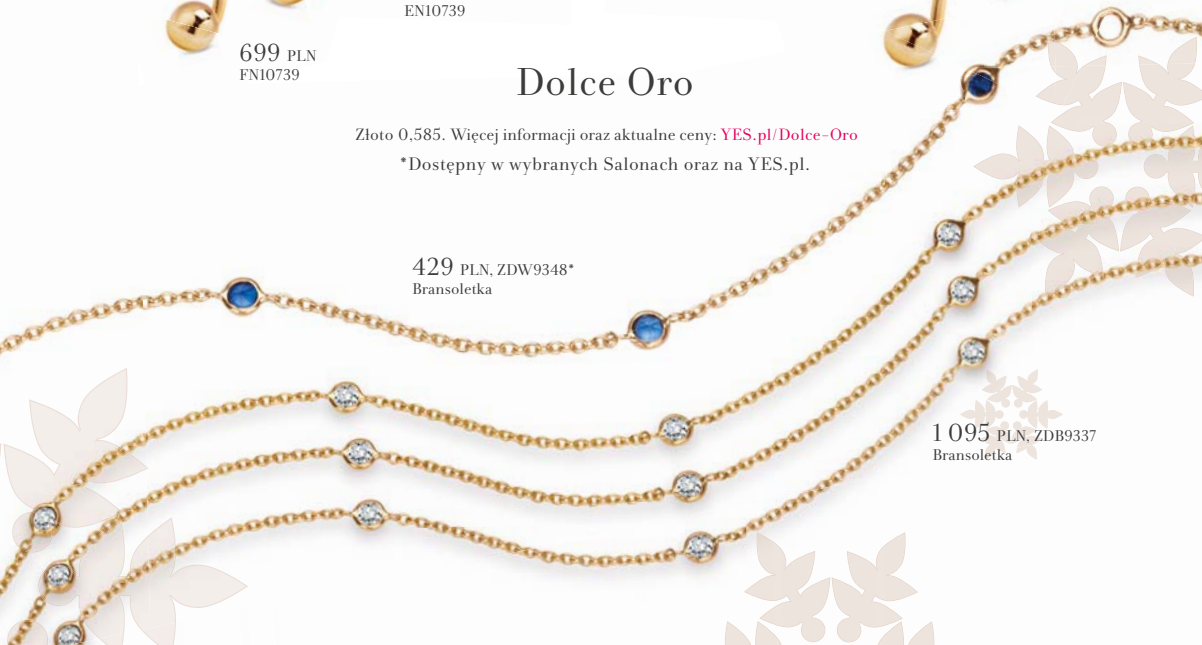 EN10739
699 PLN
FN10739
Dolce Oro
Złoto 0,585. Więcej informacji oraz aktualne ceny: YES.pl/Dolce-Oro
*Dostępny w wybranych Salonach oraz na YES.pl.
429 PLN, ZDW9348*
Bransoletka
1 095 PLN, ZDB9337
Bransoletka